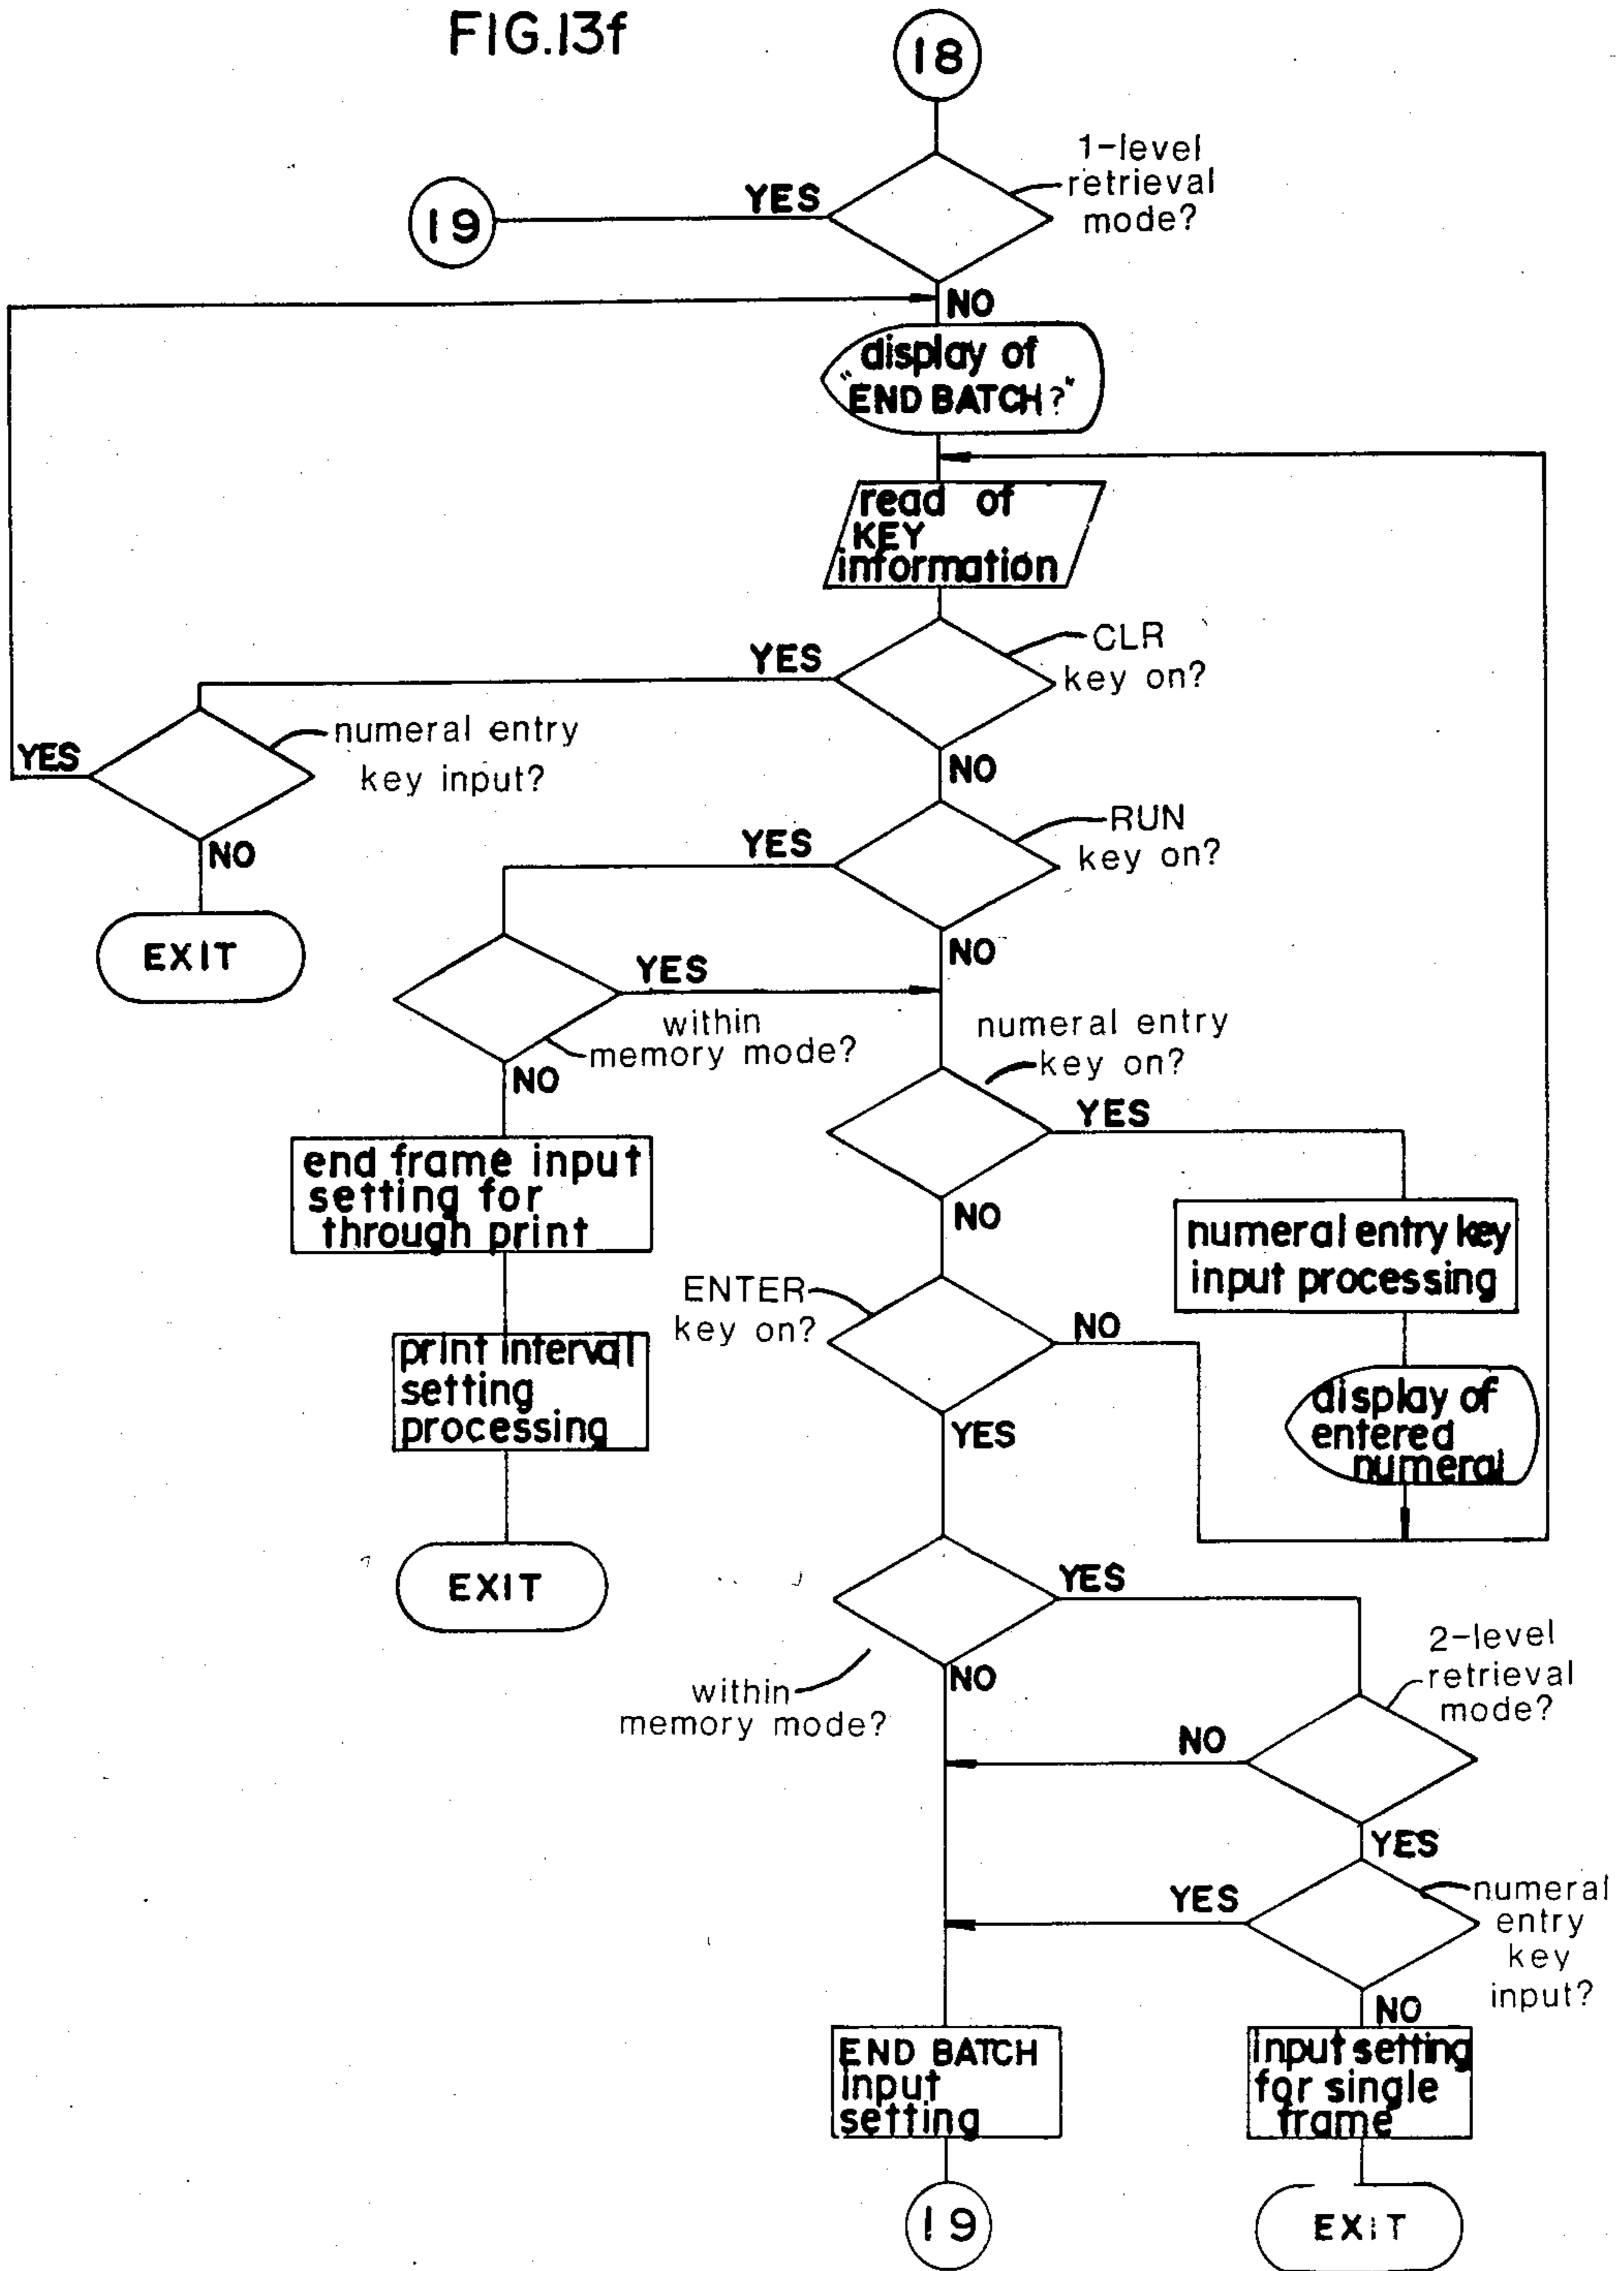 FIG.13f
18
1-level
retrieval
mode?
YES
19
NO
display of
"END BATCH?"
read of
KEY
information
CLR
key on?
YES
numeral entry
key input?
YES
NO
NO
RUN
key on?
YES
EXIT
NO
YES
within
memory mode?
numeral entry
key on?
NO
YES
end frame input
setting for
through print
NO
numeral entry key
input processing
ENTER
key on?
NO
print interval
setting
processing
display of
entered
numeral
YES
EXIT
YES
2-level
retrieval
mode?
within
memory mode?
NO
NO
YES
YES
numeral
entry
key
input?
NO
END BATCH
input
setting
input setting
for single
frame
19
EXIT